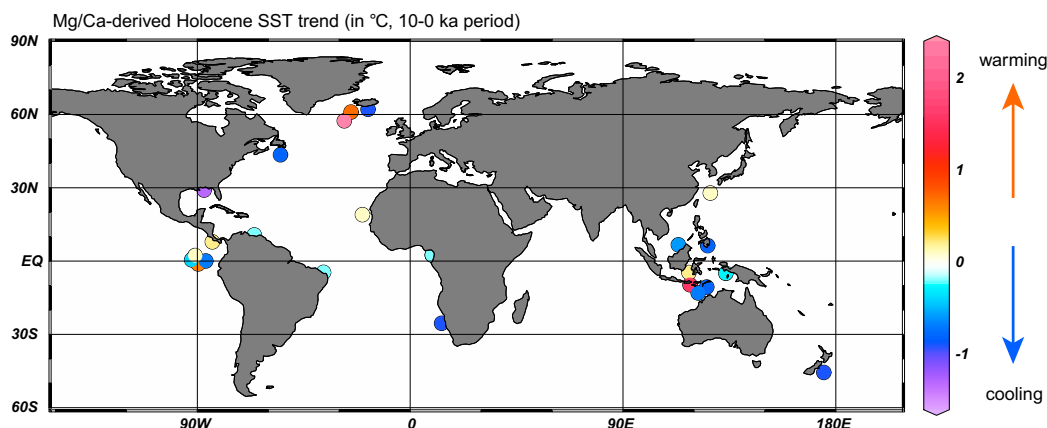 Mg/Ca-derived Holocene SST trend (in °C, 10-0 ka period)
90N
60N
30N
EQ
30S
60S
90W
0
90E
180E
2
1
0
-1
warming
cooling